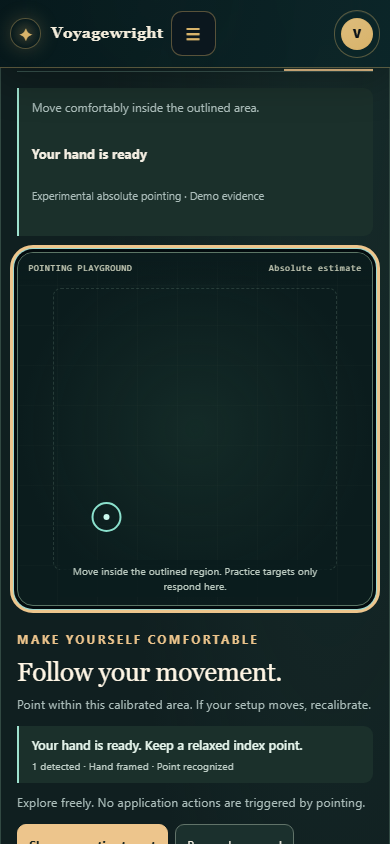 Voyagewright
V
Move comfortably inside the outlined area.
Your hand is ready
Experimental absolute pointing · Demo evidence
POINTING PLAYGROUND
Absolute estimate
Move inside the outlined region. Practice targets only
respond here.
MAKE YOURSELF COMFORTABLE
Follow your movement.
Point within this calibrated area. If your setup moves, recalibrate.
Your hand is ready. Keep a relaxed index point.
1 detected · Hand framed · Point recognized
Explore freely. No application actions are triggered by pointing.